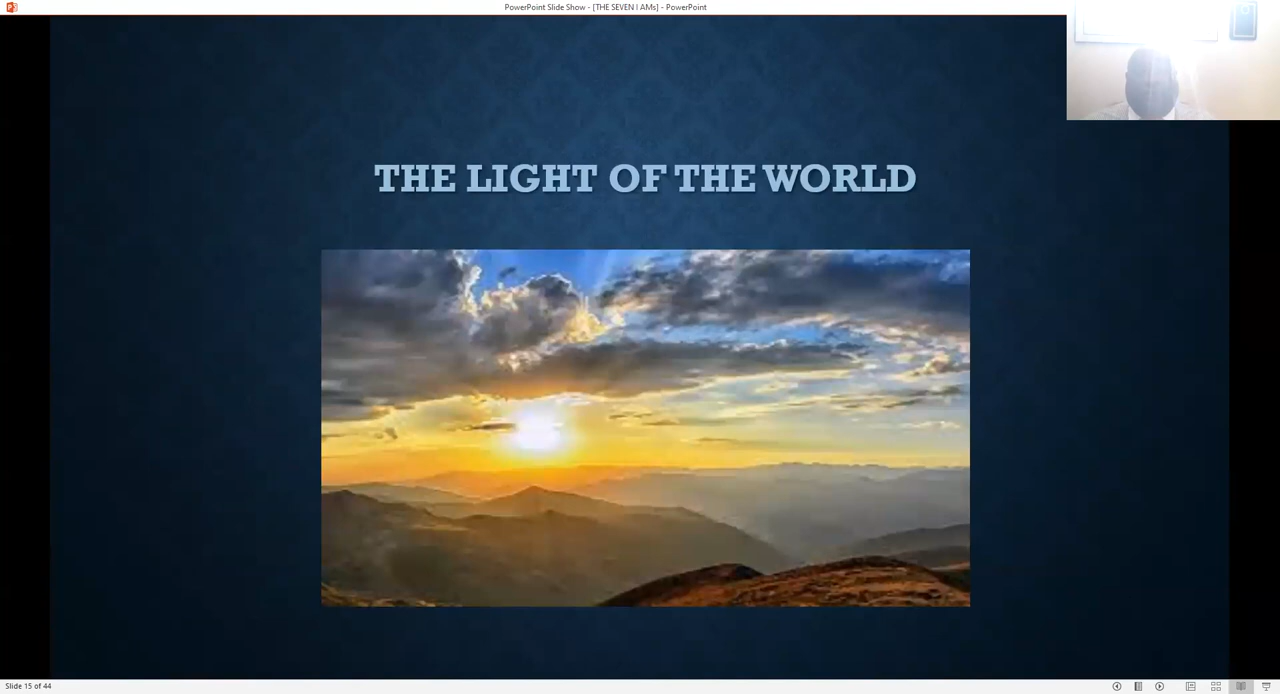 PowerPoint Slide Show - [THE SEVEN I AMs] - PowerPoint
THE LIGHT OF THE WORLD
Slide 15 of 44